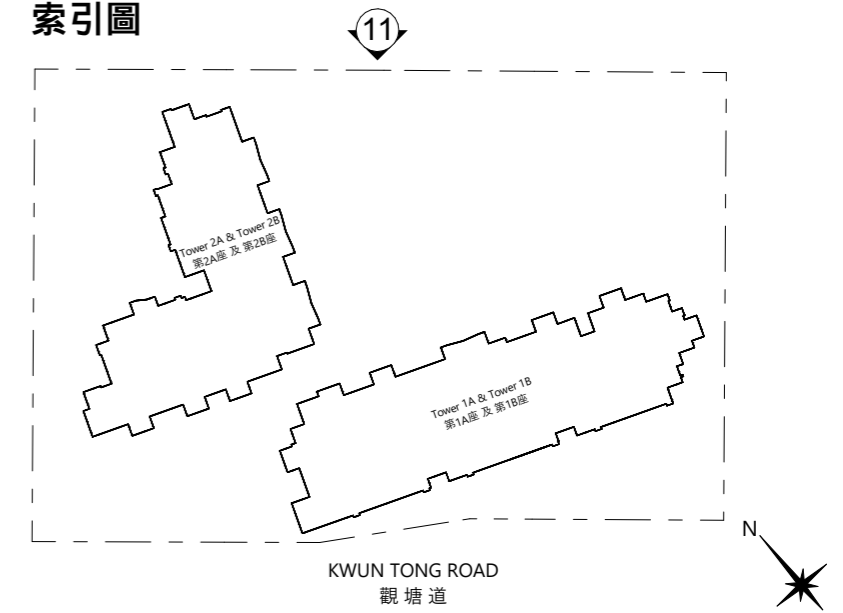 索引圖
11
Tower 2A & Tower 2B
第2A座 及 第2B座
Tower 1A & Tower 1B
第1A座 及 第1B座
N
KWUN TONG ROAD
觀塘道